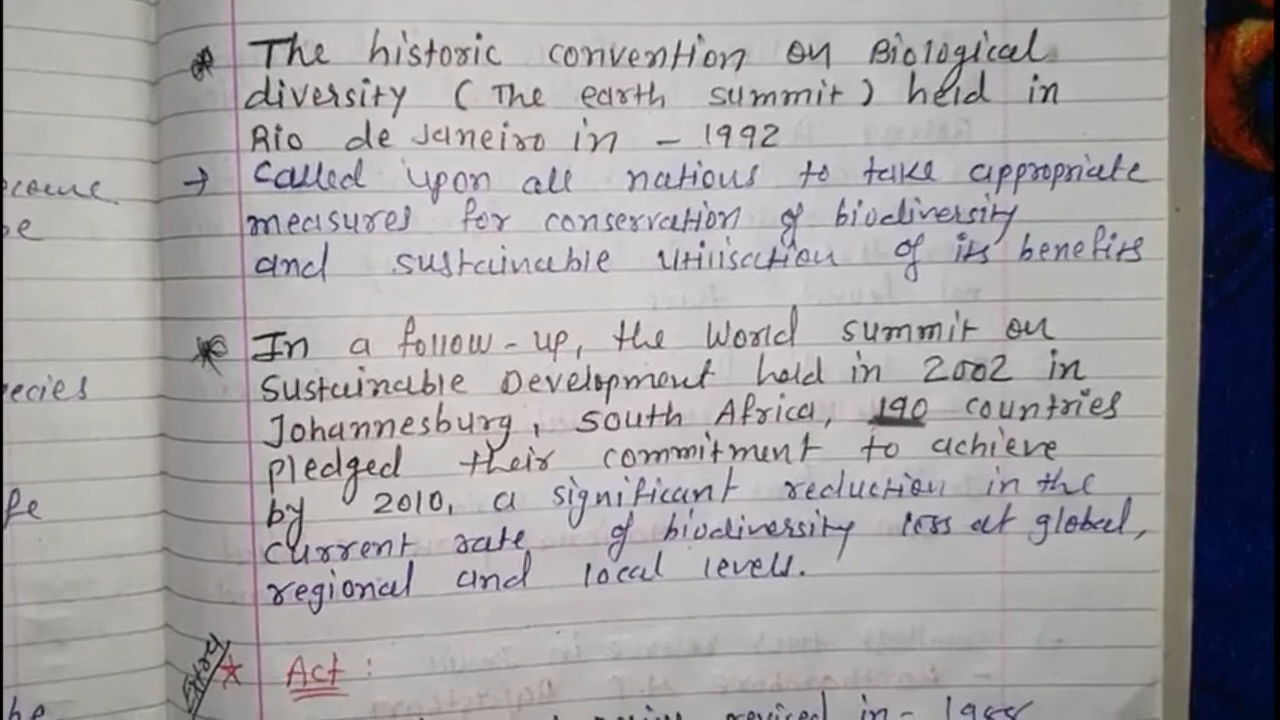 The historic convention on Biological
diversity (The earth summit) held in
Rio de Janeiro in - 1992
→ Called upon all nations to take appropriate
measures for conservation of biodiversity
and sustainable utilisation of its benefits
In a follow-up, the World summit on
Sustainable Development held in 2002 in
Johannesburg, South Africa, 190 countries
pledged their commitment to achieve
by 2010, a significant reduction in the
current rate of biodiversity loss at global,
regional and local levels.
Extra
Act :
revised in - 1988
ecies
fe
he